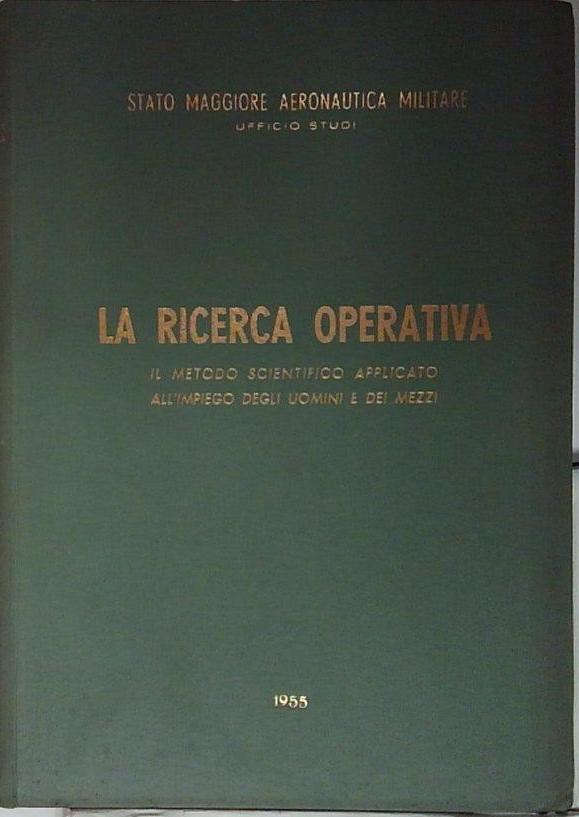 STATO MAGGIORE AERONAUTICA MILITARE
UFFICIO STUDI
LA RICERCA OPERATIVA
IL METODO SCIENTIFICO APPLICATO
ALL'IMPIEGO DEGLI UOMINI E DEI MEZZI
1955